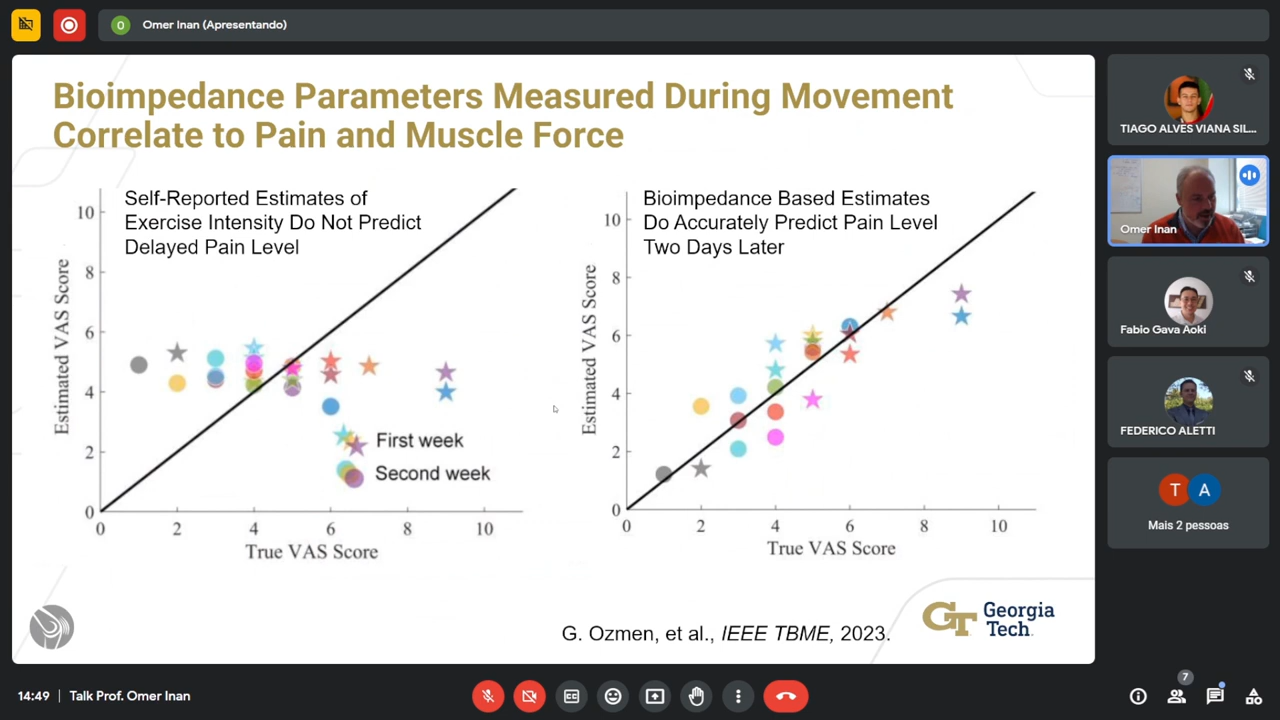 O Omer Inan (Apresentando)
Bioimpedance Parameters Measured During Movement
Correlate to Pain and Muscle Force
Self-Reported Estimates of
Exercise Intensity Do Not Predict
Delayed Pain Level
10
8
6
4
2
0
Estimated VAS Score
First week
Second week
0 2 4 6 8 10
True VAS Score
Bioimpedance Based Estimates
Do Accurately Predict Pain Level
Two Days Later
10
8
6
4
2
0
Estimated VAS Score
0 2 4 6 8 10
True VAS Score
G. Ozmen, et al., IEEE TBME, 2023.
GT Georgia
Tech.
TIAGO ALVES VIANA SIL...
Omer Inan
Fabio Gava Aoki
FEDERICO ALETTI
T A
Mais 2 pessoas
14:49 | Talk Prof. Omer Inan
CC
7